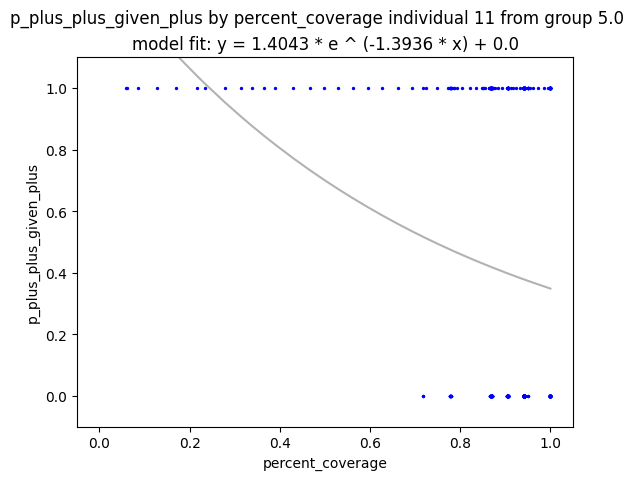 p_plus_plus_given_plus by percent_coverage individual 11 from group 5.0
model fit: y = 1.4043 * e ^ (-1.3936 * x) + 0.0
p_plus_plus_given_plus
1.0
0.8
0.6
0.4
0.2
0.0
0.0 0.2 0.4 0.6 0.8 1.0
percent_coverage